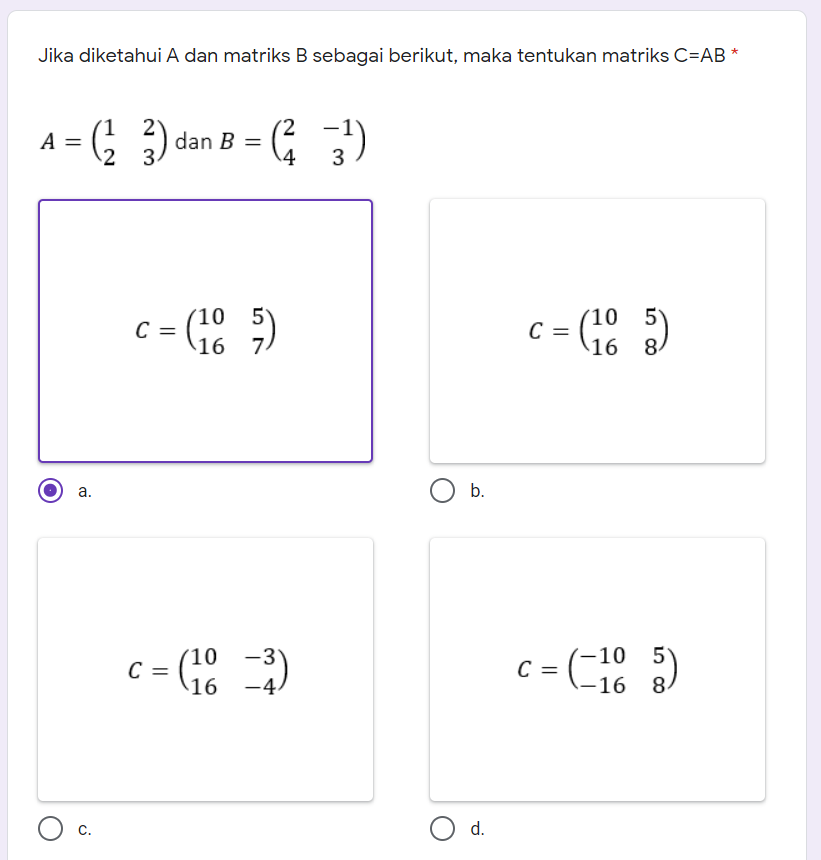 Jika diketahui A dan matriks B sebagai berikut, maka tentukan matriks C=AB *
A = (1 2
2 3) dan B = (2 −1
4 3)
C = (10 5
16 7)
C = (10 5
16 8)
a.
b.
C = (10 −3
16 −4)
C = (−10 5
−16 8)
c.
d.